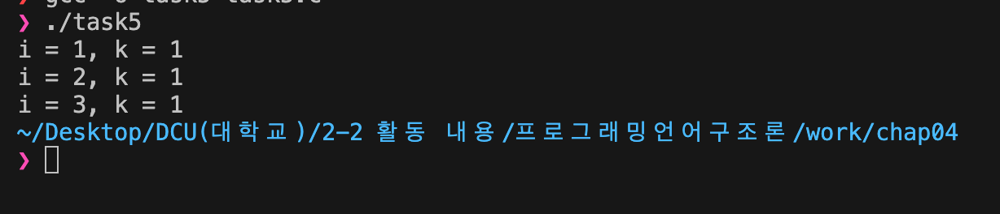 ❯ ./task5
i = 1, k = 1
i = 2, k = 1
i = 3, k = 1
~/Desktop/DCU(대학교)/2-2 활동 내용/프로그래밍언어구조론/work/chap04
❯